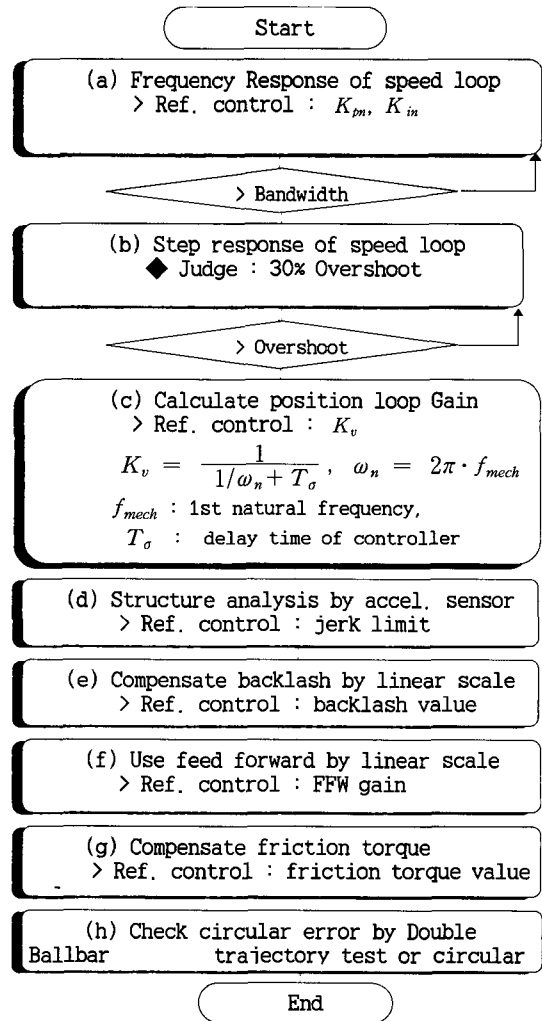 Start
(a) Frequency Response of speed loop
> Ref. control : K_pn, K_in
> Bandwidth
(b) Step response of speed loop
◆ Judge : 30% Overshoot
> Overshoot
(c) Calculate position loop Gain
> Ref. control : K_v
K_v = 1 / (1/ω_n + T_σ), ω_n = 2π · f_mech
f_mech : 1st natural frequency,
T_σ : delay time of controller
(d) Structure analysis by accel. sensor
> Ref. control : jerk limit
(e) Compensate backlash by linear scale
> Ref. control : backlash value
(f) Use feed forward by linear scale
> Ref. control : FFW gain
(g) Compensate friction torque
> Ref. control : friction torque value
(h) Check circular error by Double
Ballbar trajectory test or circular
End